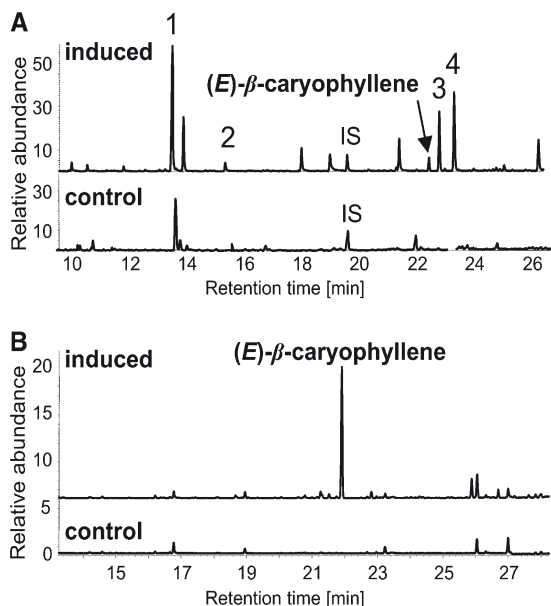 A
induced
1
2
(E)-β-caryophyllene
IS
3
4
50
30
10
Relative abundance
control
IS
30
10
10 12 14 16 18 20 22 24 26
Retention time [min]
B
induced
(E)-β-caryophyllene
20
15
10
5
0
Relative abundance
control
15 17 19 21 23 25 27
Retention time [min]